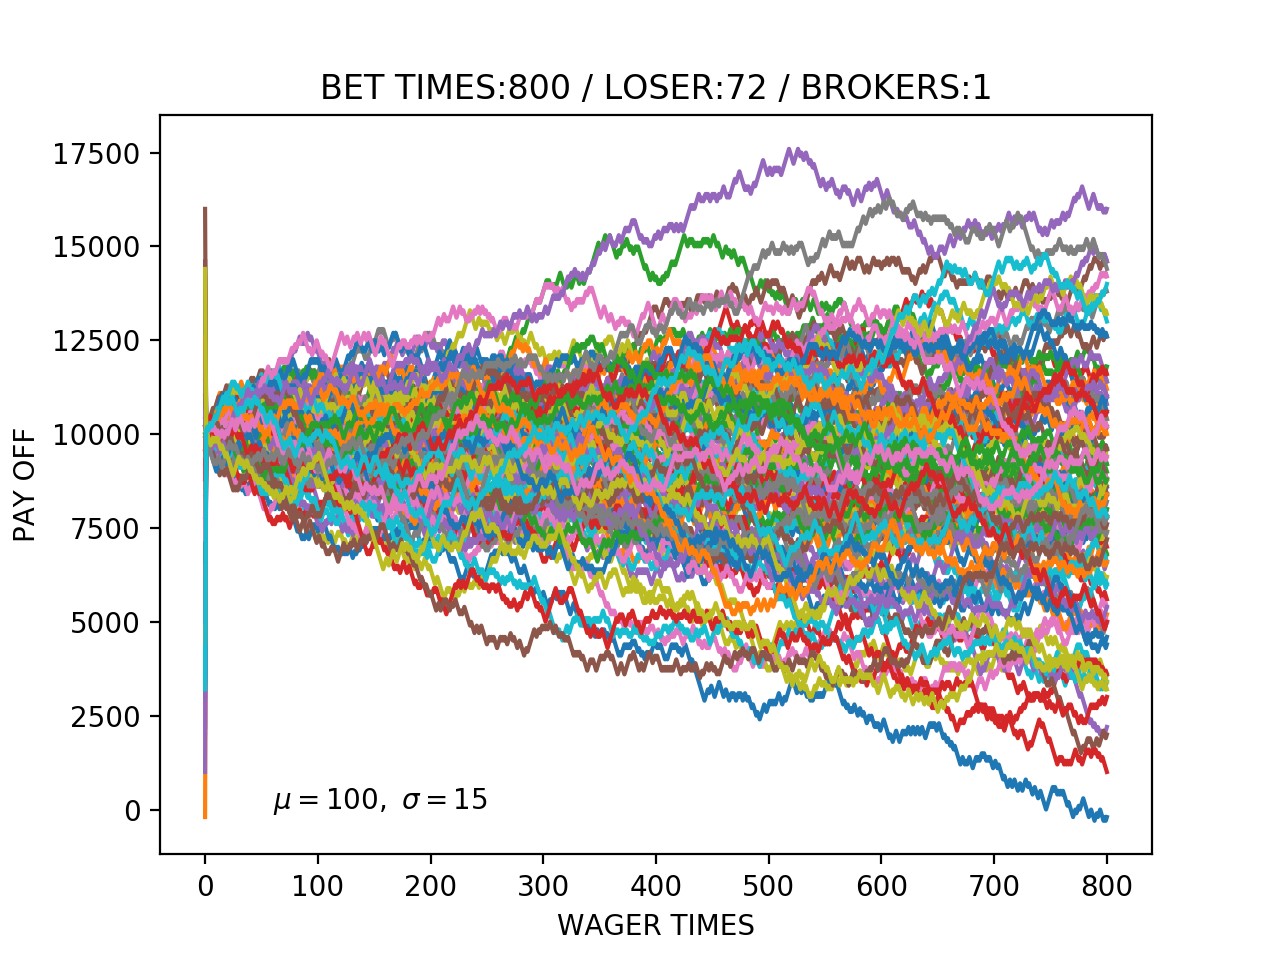 BET TIMES:800 / LOSER:72 / BROKERS:1
17500
15000
12500
10000
7500
5000
2500
0
PAY OFF
μ = 100, σ = 15
0 100 200 300 400 500 600 700 800
WAGER TIMES